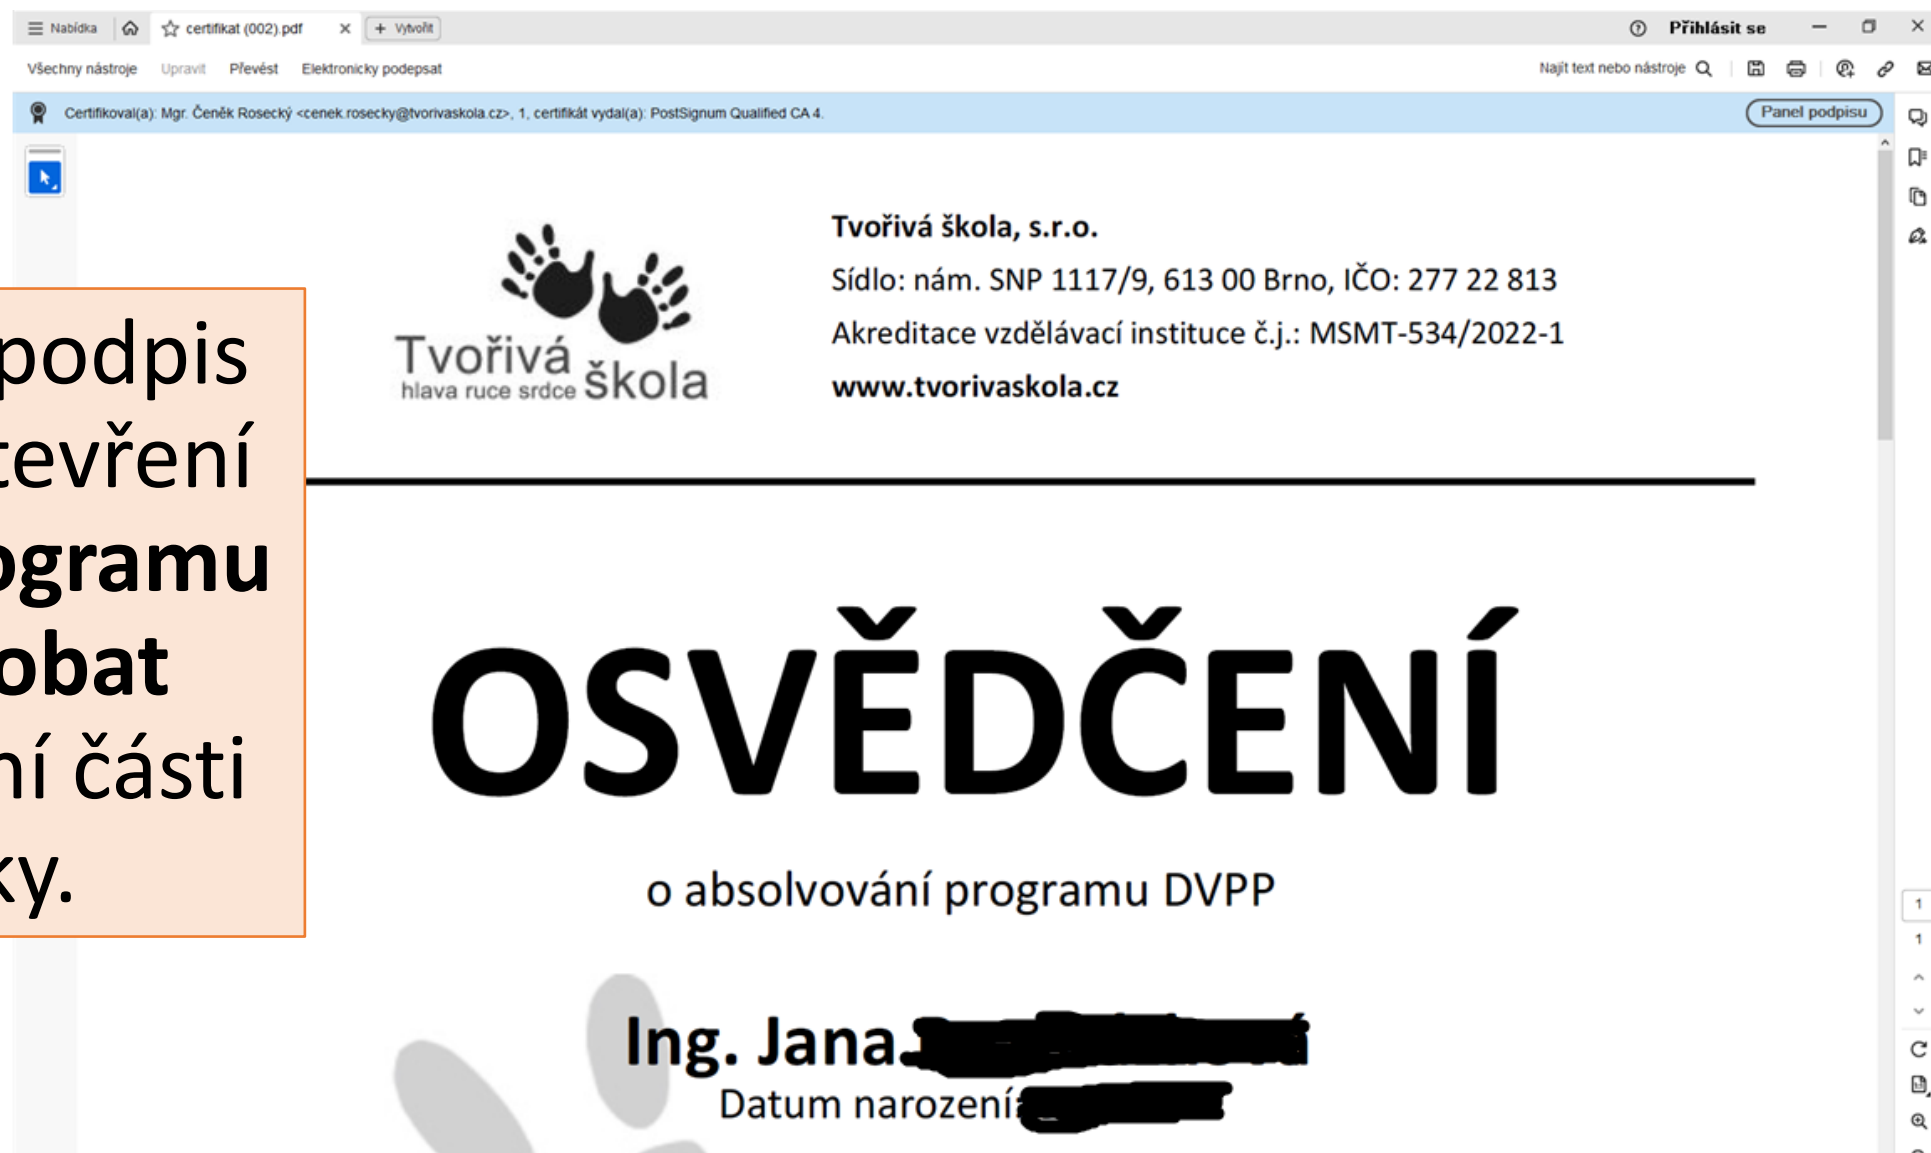 Nabídka
certifikat (002).pdf
+ Vytvořit
Přihlásit se
Všechny nástroje Upravit Převést Elektronicky podepsat
Najít text nebo nástroje
Certifikoval(a): Mgr. Čeněk Rosecký <cenek.rosecky@tvorivaskola.cz>, 1, certifikát vydal(a): PostSignum Qualified CA 4.
Panel podpisu
Tvořivá
škola
hlava ruce srdce
Tvořivá škola, s.r.o.
Sídlo: nám. SNP 1117/9, 613 00 Brno, IČO: 277 22 813
Akreditace vzdělávací instituce č.j.: MSMT-534/2022-1
www.tvorivaskola.cz
podpis
tevření
ogramu
obat
ní části
ky.
OSVĚDČENÍ
o absolvování programu DVPP
Ing. Jana
Datum narození:
1
1